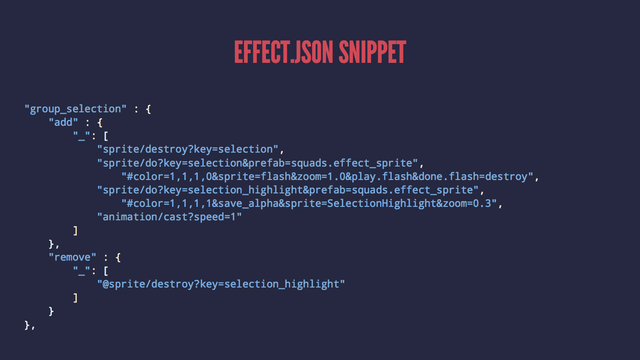 EFFECT.JSON SNIPPET
"group_selection" : {
"add" : {
"_": [
"sprite/destroy?key=selection",
"sprite/do?key=selection&prefab=squads.effect_sprite",
"#color=1,1,1,0&sprite=flash&zoom=1.0&play.flash&done.flash=destroy",
"sprite/do?key=selection_highlight&prefab=squads.effect_sprite",
"#color=1,1,1,1&save_alpha&sprite=SelectionHighlight&zoom=0.3",
"animation/cast?speed=1"
]
},
"remove" : {
"_": [
"@sprite/destroy?key=selection_highlight"
]
}
},